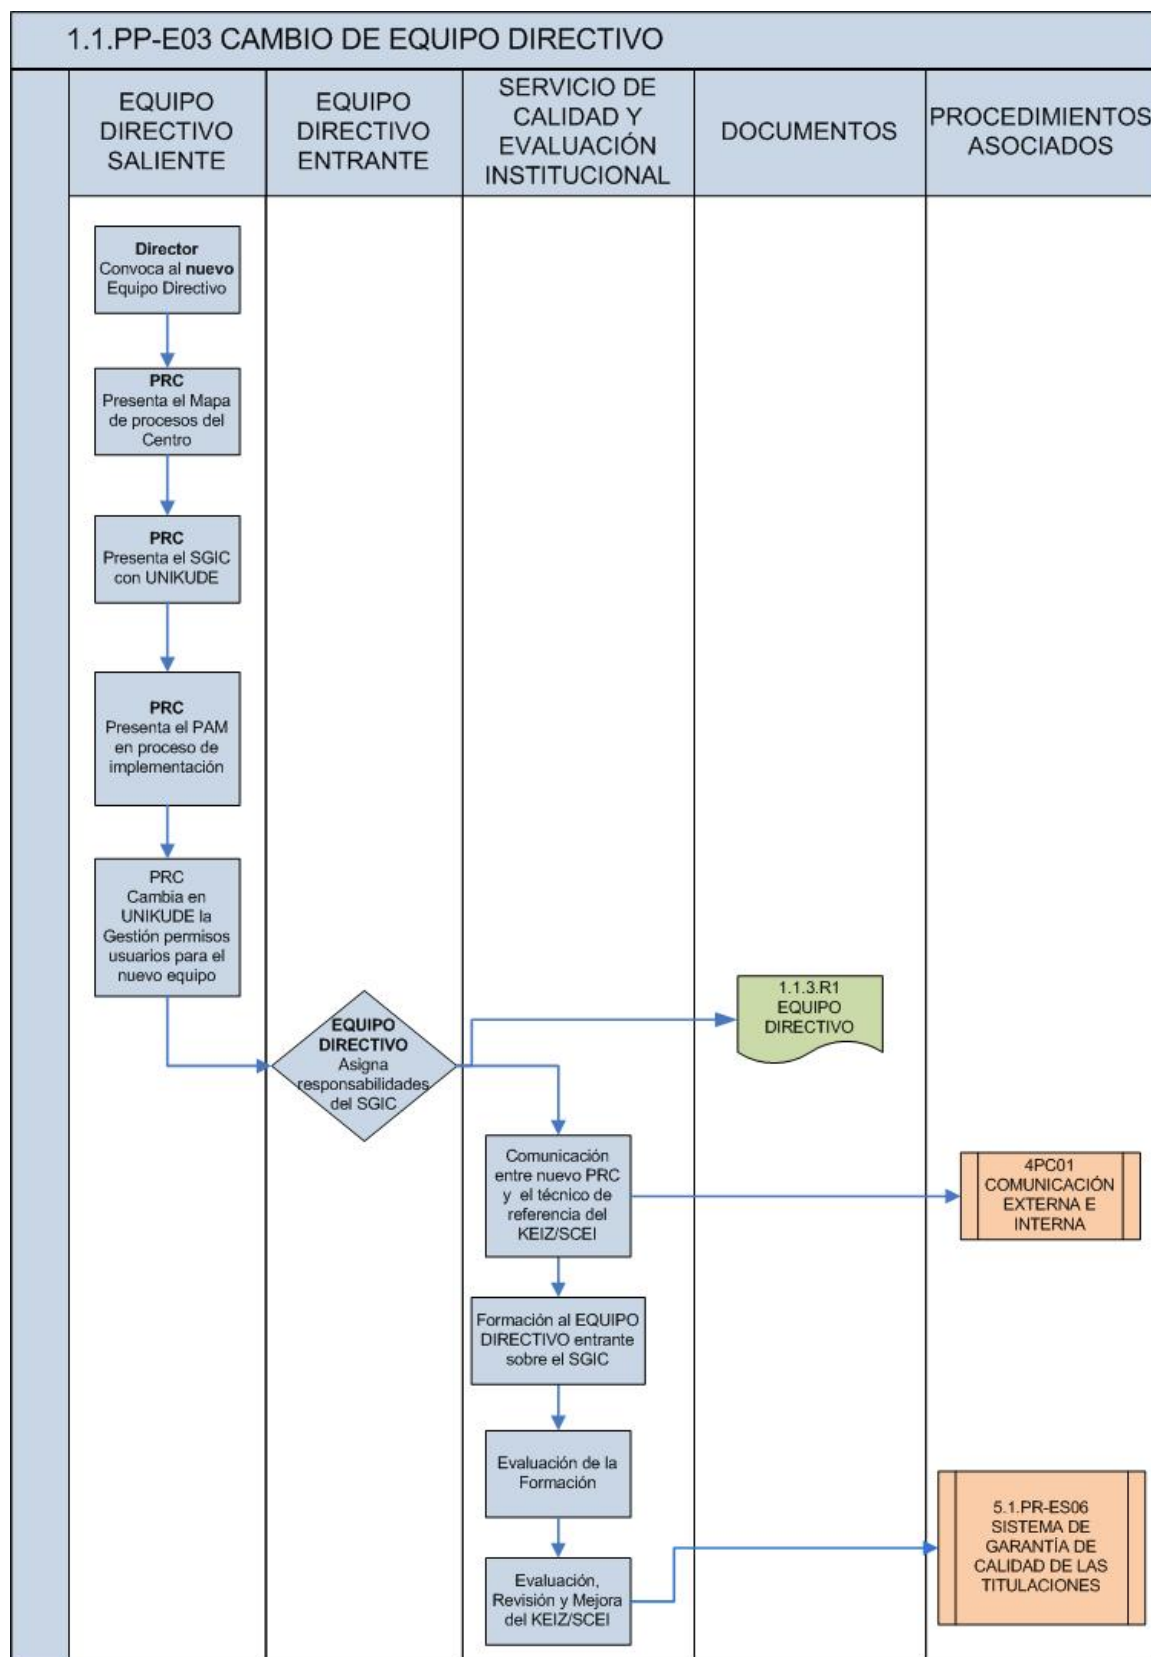 1.1.PP-E03 CAMBIO DE EQUIPO DIRECTIVO
EQUIPO
DIRECTIVO
SALIENTE
EQUIPO
DIRECTIVO
ENTRANTE
SERVICIO DE
CALIDAD Y
EVALUACIÓN
INSTITUCIONAL
DOCUMENTOS
PROCEDIMIENTOS
ASOCIADOS
Director
Convoca al nuevo
Equipo Directivo
PRC
Presenta el Mapa
de procesos del
Centro
PRC
Presenta el SGIC
con UNIKUDE
PRC
Presenta el PAM
en proceso de
implementación
PRC
Cambia en
UNIKUDE la
Gestión permisos
usuarios para el
nuevo equipo
EQUIPO
DIRECTIVO
Asigna
responsabilidades
del SGIC
1.1.3.R1
EQUIPO
DIRECTIVO
Comunicación
entre nuevo PRC
y el técnico de
referencia del
KEIZ/SCEI
4PC01
COMUNICACIÓN
EXTERNA E
INTERNA
Formación al EQUIPO
DIRECTIVO entrante
sobre el SGIC
Evaluación de la
Formación
Evaluación,
Revisión y Mejora
del KEIZ/SCEI
5.1.PR-ES06
SISTEMA DE
GARANTÍA DE
CALIDAD DE LAS
TITULACIONES